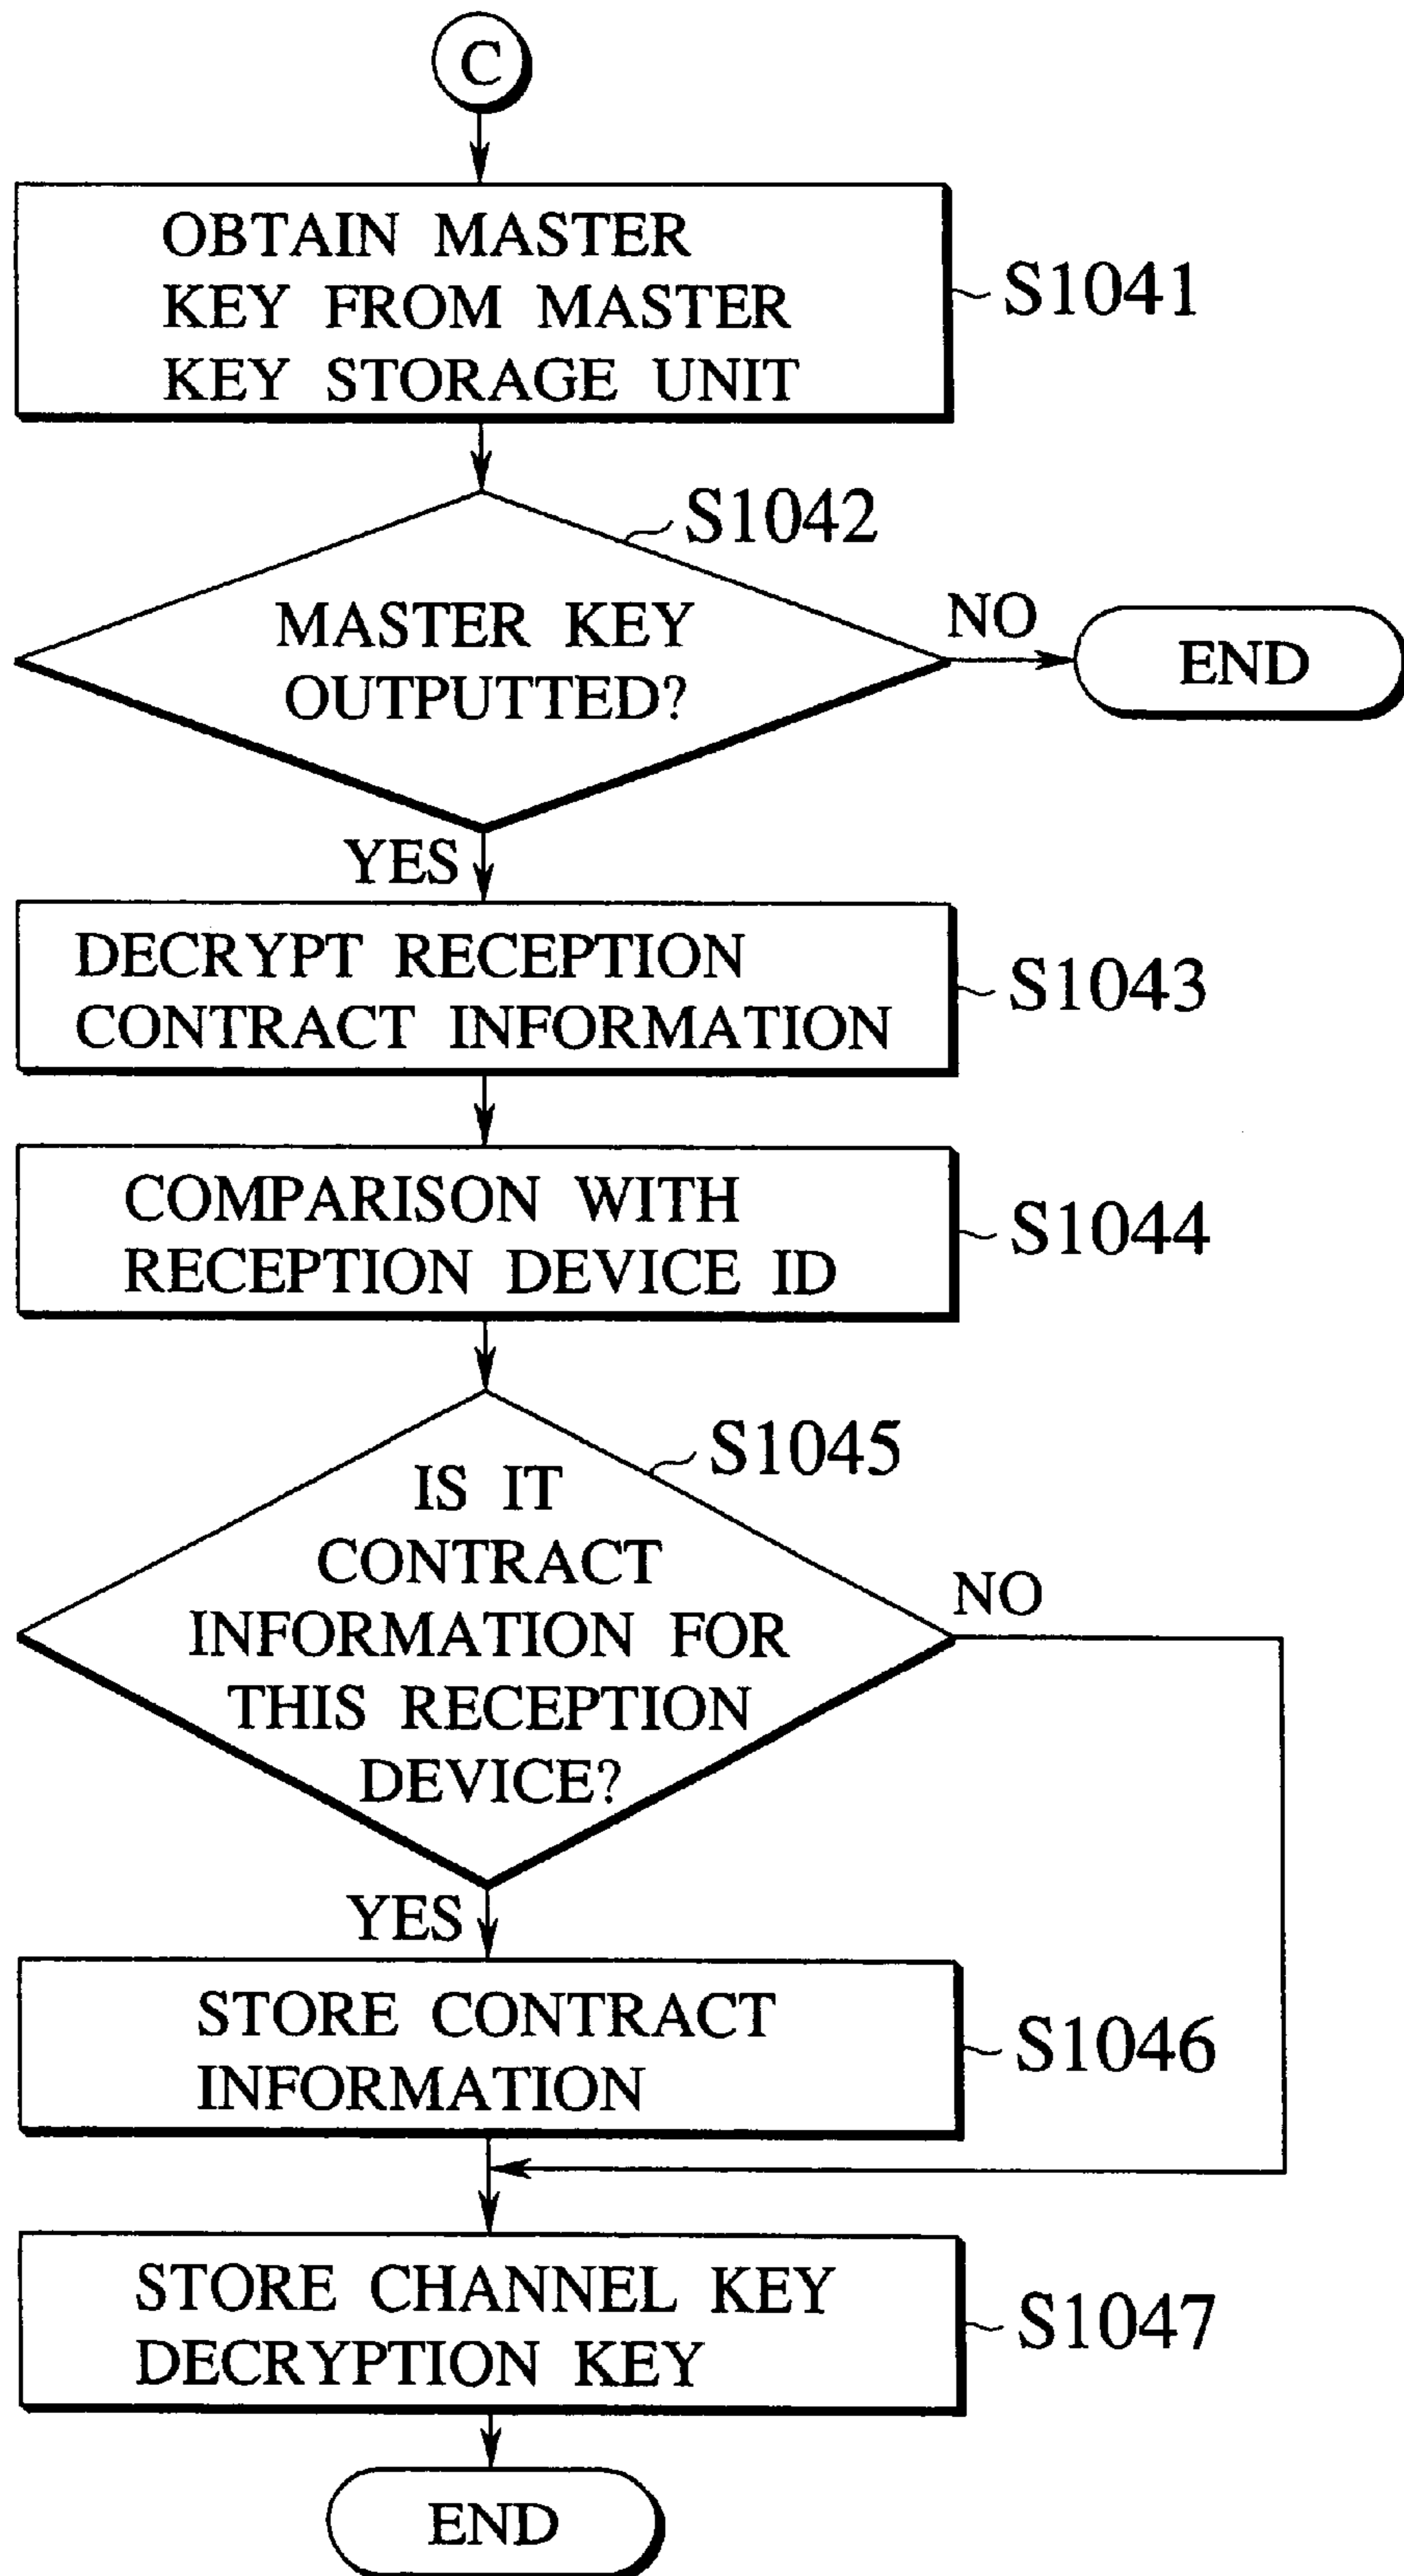 C
OBTAIN MASTER
KEY FROM MASTER
KEY STORAGE UNIT
S1041
S1042
MASTER KEY
OUTPUTTED?
NO
END
YES
DECRYPT RECEPTION
CONTRACT INFORMATION
S1043
COMPARISON WITH
RECEPTION DEVICE ID
S1044
S1045
IS IT
CONTRACT
INFORMATION FOR
THIS RECEPTION
DEVICE?
NO
YES
STORE CONTRACT
INFORMATION
S1046
STORE CHANNEL KEY
DECRYPTION KEY
S1047
END